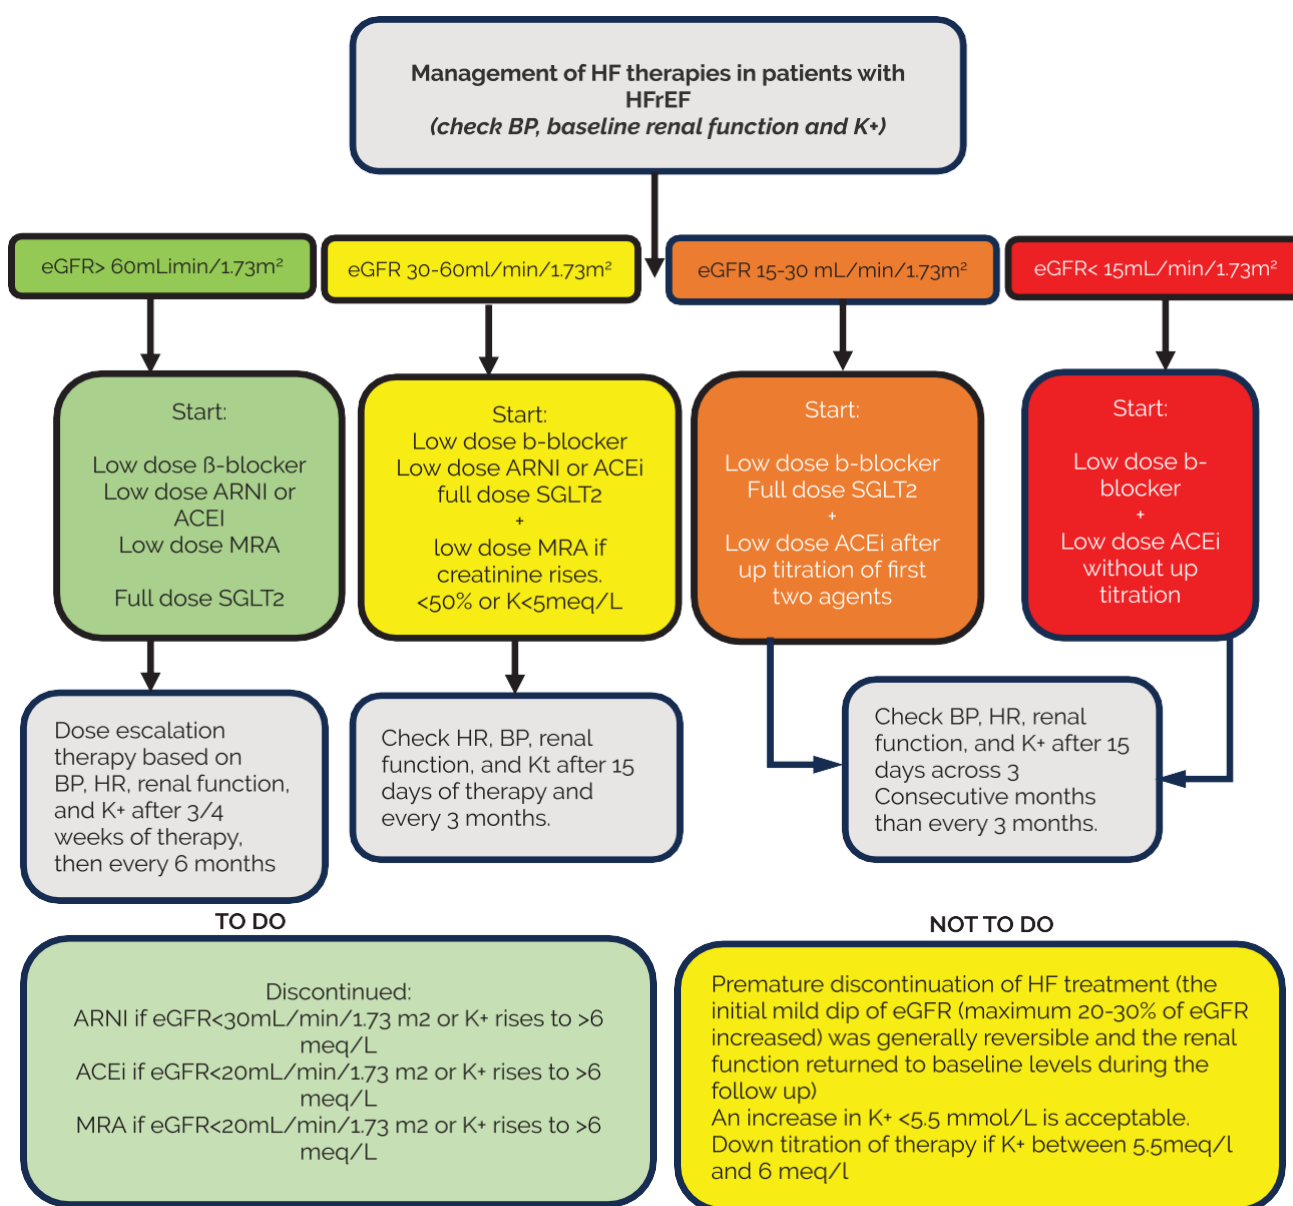 Management of HF therapies in patients with
HFrEF
(check BP, baseline renal function and K+)
eGFR> 60mLimin/1.73m²
eGFR 30-60ml/min/1.73m²
eGFR 15-30 mL/min/1.73m²
eGFR< 15mL/min/1.73m²
Start:
Low dose ß-blocker
Low dose ARNI or
ACEI
Low dose MRA
Full dose SGLT2
Start:
Low dose b-blocker
Low dose ARNI or ACEi
full dose SGLT2
+
low dose MRA if
creatinine rises.
<50% or K<5meq/L
Start:
Low dose b-blocker
Full dose SGLT2
+
Low dose ACEi after
up titration of first
two agents
Start:
Low dose b-
blocker
+
Low dose ACEi
without up
titration
Dose escalation
therapy based on
BP, HR, renal function,
and K+ after 3/4
weeks of therapy,
then every 6 months
Check HR, BP, renal
function, and Kt after 15
days of therapy and
every 3 months.
Check BP, HR, renal
function, and K+ after 15
days across 3
Consecutive months
than every 3 months.
TO DO
Discontinued:
ARNI if eGFR<30mL/min/1.73 m2 or K+ rises to >6
meq/L
ACEi if eGFR<20mL/min/1.73 m2 or K+ rises to >6
meq/L
MRA if eGFR<20mL/min/1.73 m2 or K+ rises to >6
meq/L
NOT TO DO
Premature discontinuation of HF treatment (the
initial mild dip of eGFR (maximum 20-30% of eGFR
increased) was generally reversible and the renal
function returned to baseline levels during the
follow up)
An increase in K+ <5.5 mmol/L is acceptable.
Down titration of therapy if K+ between 5.5meq/l
and 6 meq/l